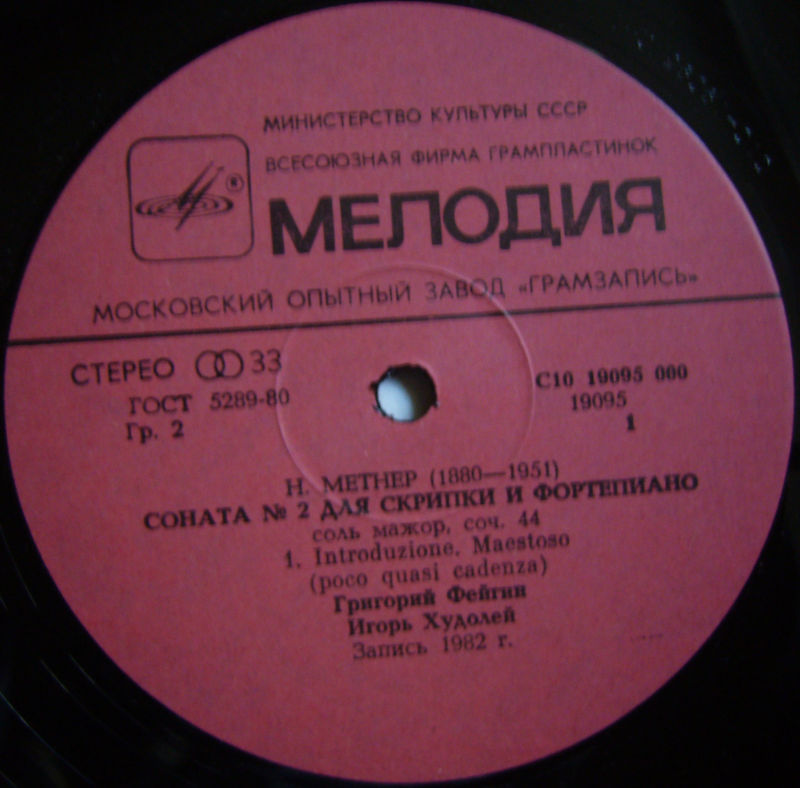 МИНИСТЕРСТВО КУЛЬТУРЫ СССР
ВСЕСОЮЗНАЯ ФИРМА ГРАМПЛАСТИНОК
®
МЕЛОДИЯ
МОСКОВСКИЙ ОПЫТНЫЙ ЗАВОД «ГРАМЗАПИСЬ»
СТЕРЕО 33
ГОСТ 5289-80
Гр. 2
С10 19095 000
19095
1
Н. МЕТНЕР (1880—1951)
СОНАТА № 2 ДЛЯ СКРИПКИ И ФОРТЕПИАНО
соль мажор, соч. 44
1. Introduzione. Maestoso
(poco quasi cadenza)
Григорий Фейгин
Игорь Худолей
Запись 1982 г.